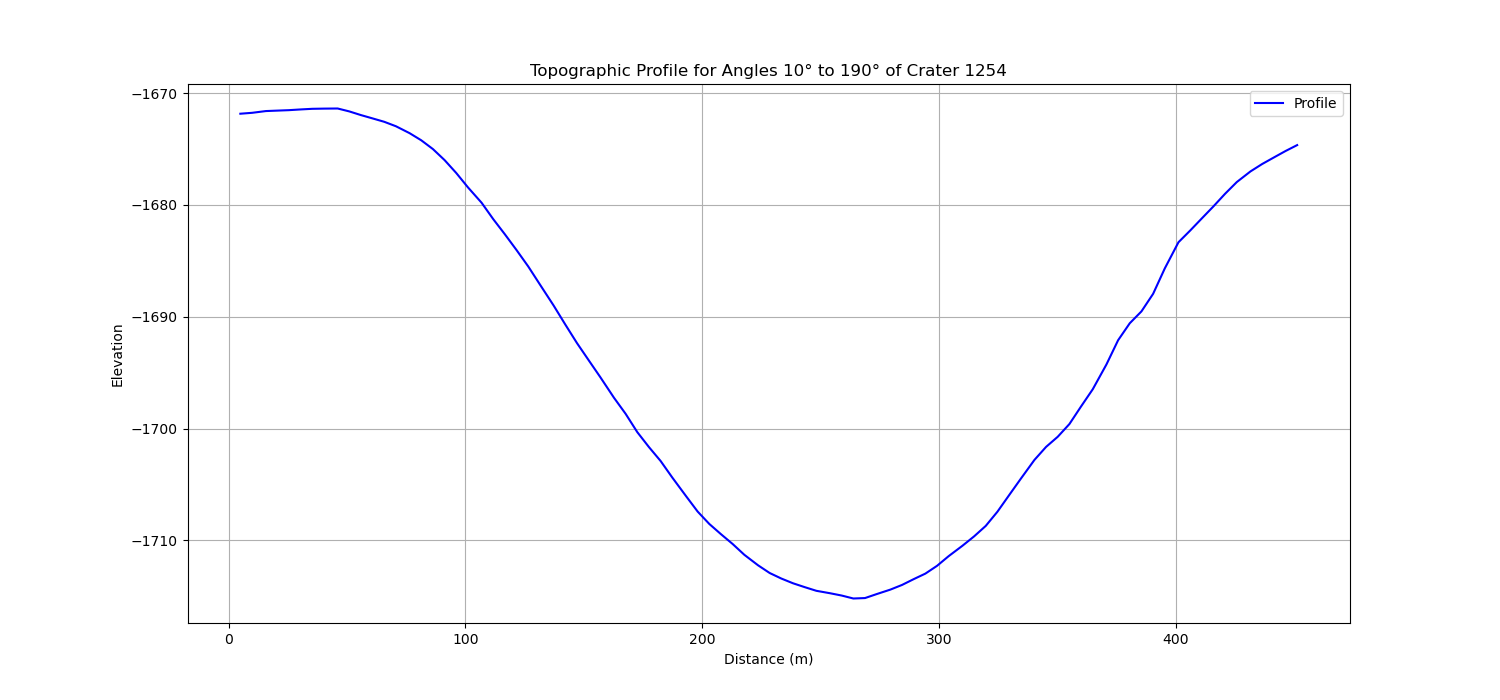 Topographic Profile for Angles 10° to 190° of Crater 1254
Profile
−1670
−1680
−1690
−1700
−1710
Elevation
0
100
200
300
400
Distance (m)